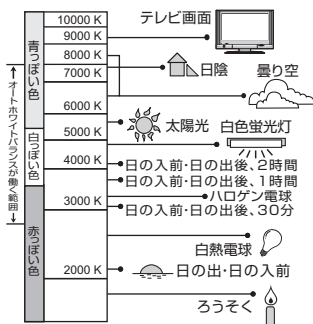 テレビ画面
10000 K
9000 K
8000 K
7000 K
日陰
曇り空
6000 K
太陽光
5000 K
白色蛍光灯
4000 K
日の入前・日の出後、2時間
日の入前・日の出後、1時間
ハロゲン電球
3000 K
日の入前・日の出後、30分
白熱電球
2000 K
日の出・日の入前
ろうそく
青っぽい色
白っぽい色
赤っぽい色
オートホワイトバランスが働く範囲